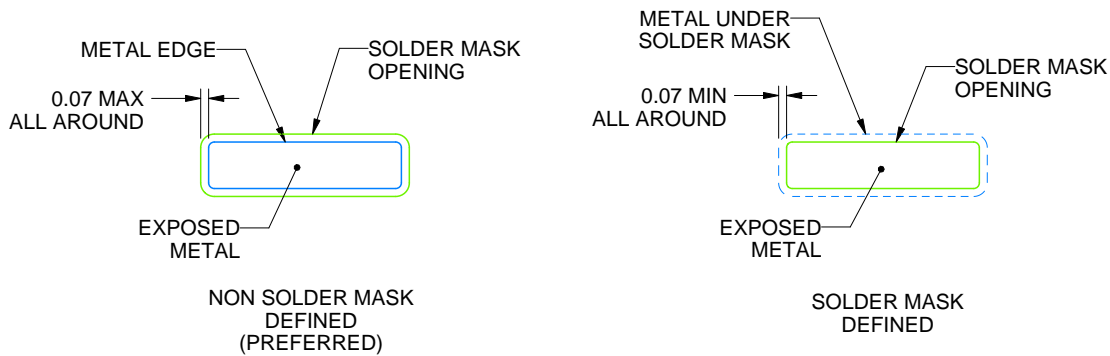 METAL EDGE
SOLDER MASK
OPENING
0.07 MAX
ALL AROUND
EXPOSED
METAL
NON SOLDER MASK
DEFINED
(PREFERRED)
METAL UNDER
SOLDER MASK
SOLDER MASK
OPENING
0.07 MIN
ALL AROUND
EXPOSED
METAL
SOLDER MASK
DEFINED